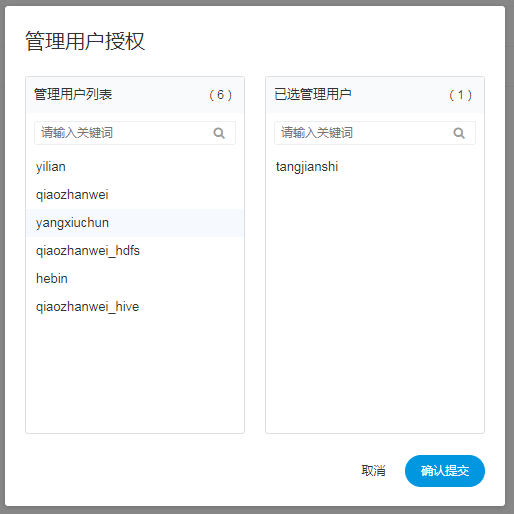 管理用户授权
管理用户列表 ( 6 )
请输入关键词
yilian
qiaozhanwei
yangxiuchun
qiaozhanwei_hdfs
hebin
qiaozhanwei_hive
已选管理用户 ( 1 )
请输入关键词
tangjianshi
取消 确认提交